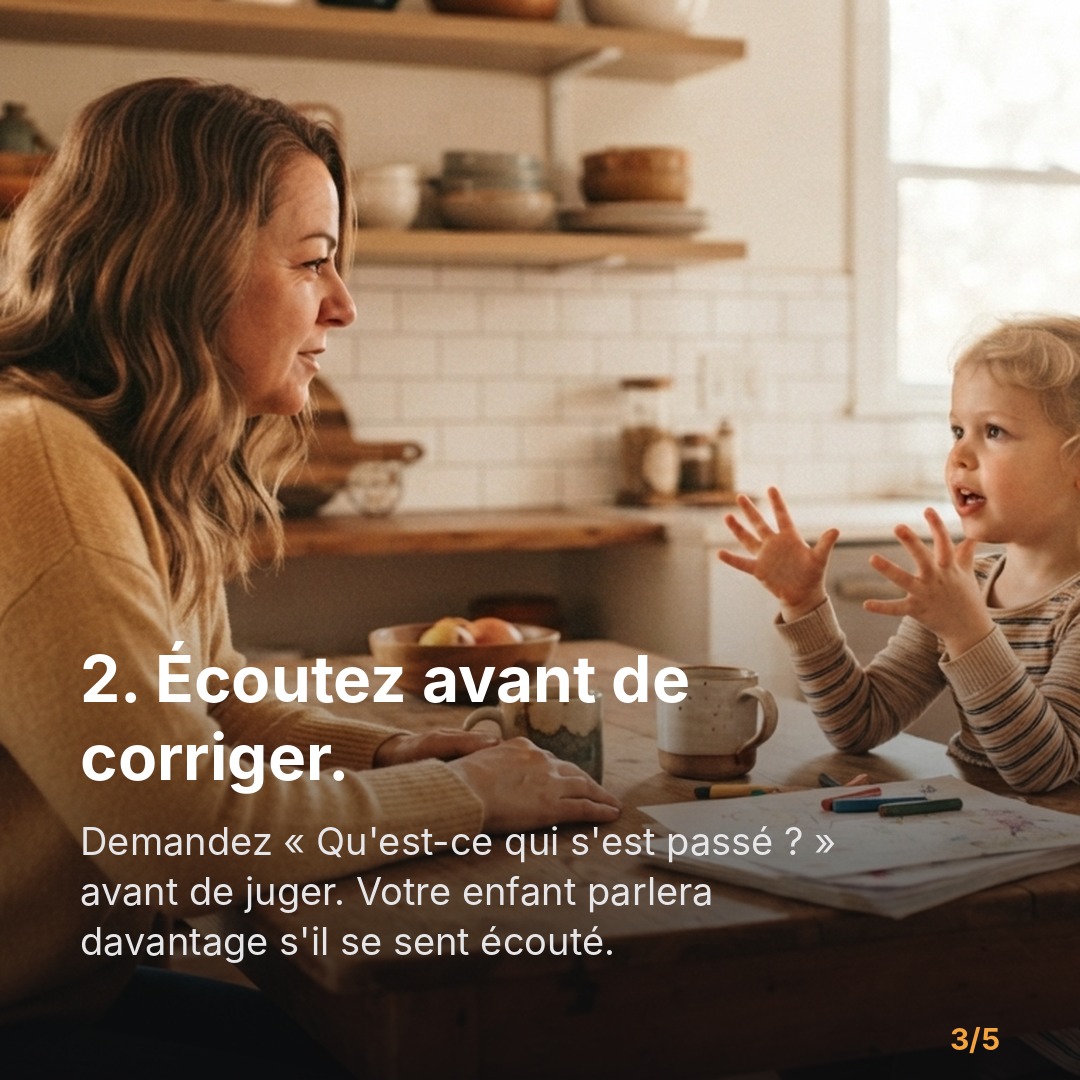 2. Écoutez avant de
corriger.
Demandez « Qu'est-ce qui s'est passé ? »
avant de juger. Votre enfant parlera
davantage s'il se sent écouté.
3/5